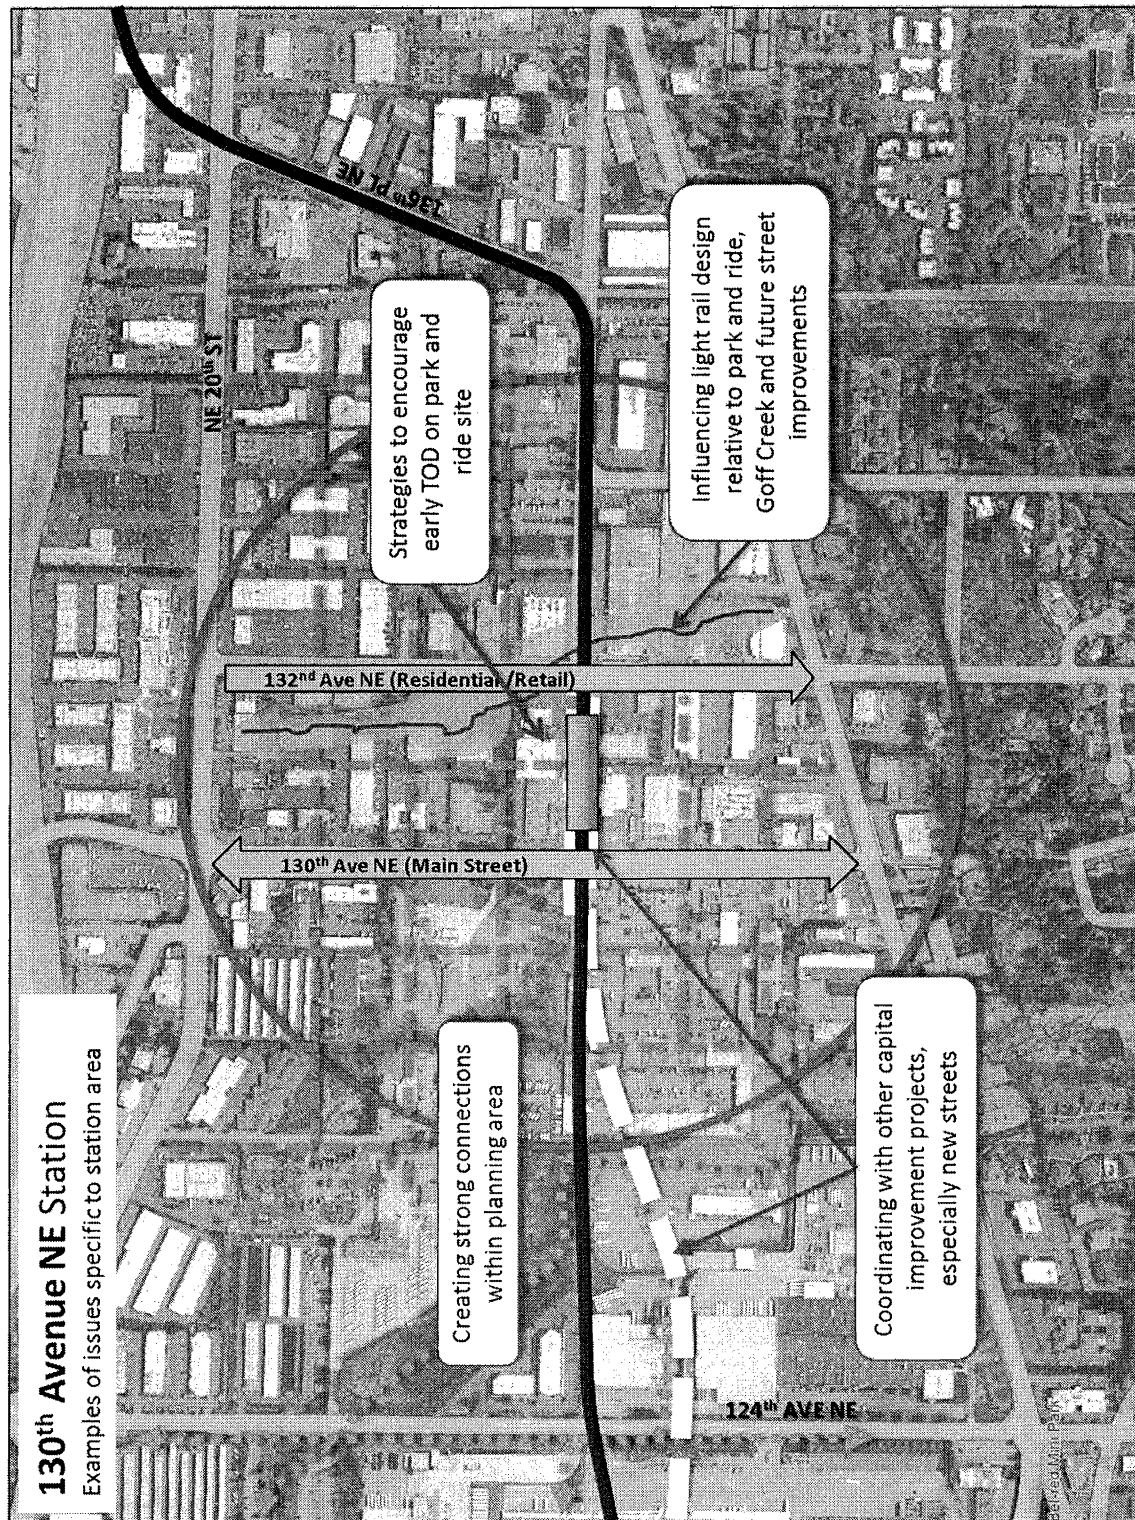 130th Avenue NE Station
Examples of issues specific to station area
NE 20th ST
136th PL NE
Strategies to encourage
early TOD on park and
ride site
132nd Ave NE (Residential /Retail)
130th Ave NE (Main Street)
Creating strong connections
within planning area
Influencing light rail design
relative to park and ride,
Goff Creek and future street
improvements
Coordinating with other capital
improvement projects,
especially new streets
124th AVE NE